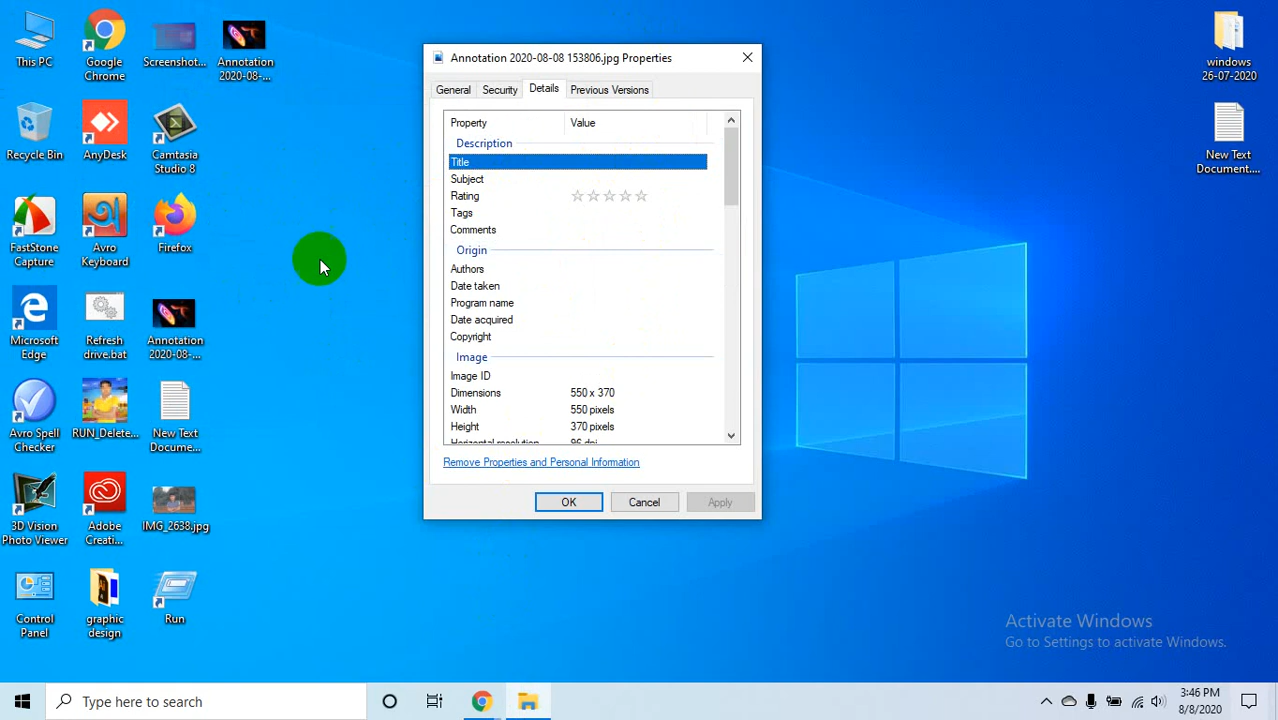 This PC
Google
Chrome
Screenshot...
Annotation
2020-08-...
Recycle Bin
AnyDesk
Camtasia
Studio 8
FastStone
Capture
Avro
Keyboard
Firefox
Microsoft
Edge
Refresh
drive.bat
Annotation
2020-08-...
Avro Spell
Checker
RUN_Delete...
New Text
Docume...
3D Vision
Photo Viewer
Adobe
Creati...
IMG_2638.jpg
Control
Panel
graphic
design
Run
Annotation 2020-08-08 153806.jpg Properties
General Security Details Previous Versions
Property Value
Description
Title
Subject
Rating
Tags
Comments
Origin
Authors
Date taken
Program name
Date acquired
Copyright
Image
Image ID
Dimensions 550 x 370
Width 550 pixels
Height 370 pixels
Horizontal resolution 96 dpi
Remove Properties and Personal Information
OK Cancel Apply
windows
26-07-2020
New Text
Document....
Activate Windows
Go to Settings to activate Windows.
Type here to search
3:46 PM
8/8/2020